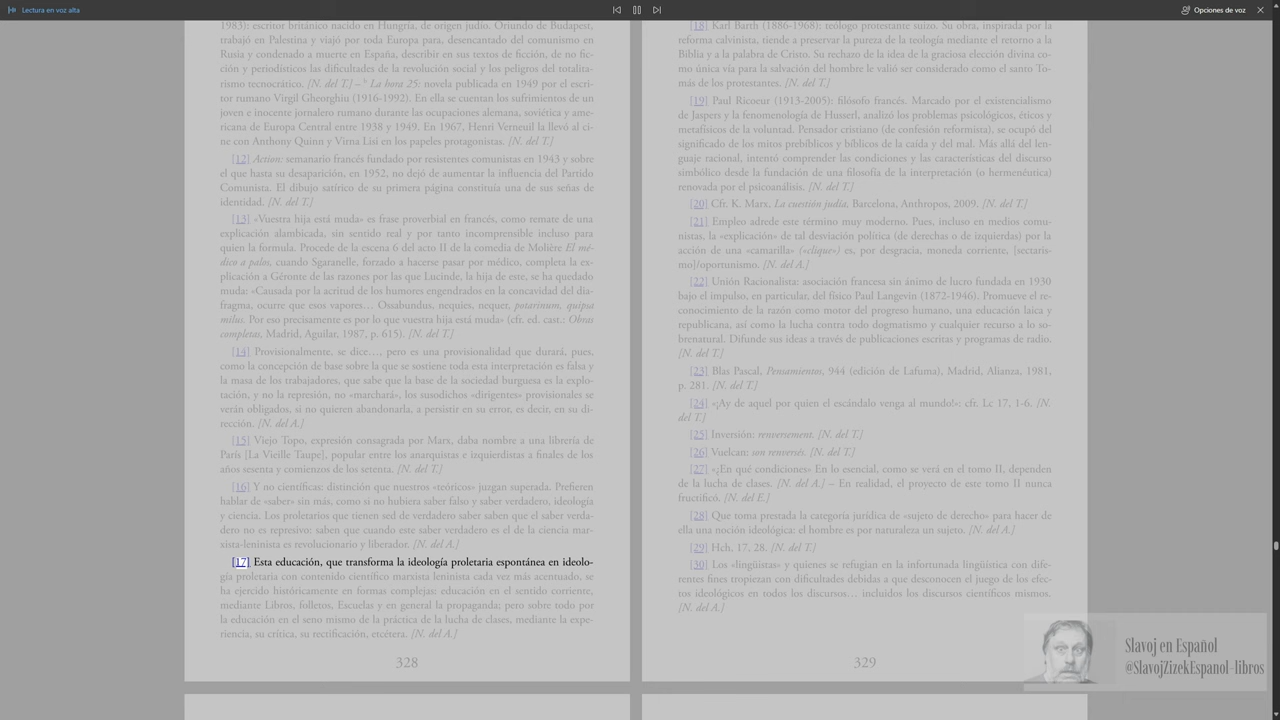 Lectura en voz alta
Opciones de voz
1983): escritor británico nacido en Hungría, de origen judío. Oriundo de Budapest,
trabajó en Palestina y viajó por toda Europa para, desencantado del comunismo en
Rusia y condenado a muerte en España, describir en sus textos de ficción, de no fic-
ción y periodísticos las dificultades de la revolución social y los peligros del totalita-
rismo tecnocrático. [N. del T.] – La hora 25: novela publicada en 1949 por el escri-
tor rumano Virgil Gheorghiu (1916-1992). En ella se cuentan los sufrimientos de un
joven e inocente jornalero rumano durante las ocupaciones alemana, soviética y ame-
ricana de Europa Central entre 1938 y 1949. En 1967, Henri Verneuil la llevó al ci-
ne con Anthony Quinn y Virna Lisi en los papeles protagonistas. [N. del T.]
[12] Action: semanario francés fundado por resistentes comunistas en 1943 y sobre
el que hasta su desaparición, en 1952, no dejó de aumentar la influencia del Partido
Comunista. El dibujo satírico de su primera página constituía una de sus señas de
identidad. [N. del T.]
[13] «Vuestra hija está muda» es frase proverbial en francés, como remate de una
explicación alambicada, sin sentido real y por tanto incomprensible incluso para
quien la formula. Procede de la escena 6 del acto II de la comedia de Molière El mé-
dico a palos, cuando Sganarelle, forzado a hacerse pasar por médico, completa la ex-
plicación a Géronte de las razones por las que Lucinde, la hija de este, se ha quedado
muda: «Causada por la actitud de los humores engendrados en la concavidad del dia-
fragma, ocurre que esos vapores… Ossabundus, nequies, nequer, potarinum, quipsa
milus. Por eso precisamente es por lo que vuestra hija está muda» (cfr. ed. cast.: Obras
completas, Madrid, Aguilar, 1987, p. 615). [N. del T.]
[14] Provisionalmente, se dice…, pero es una provisionalidad que durará, pues,
como la concepción de base sobre la que se sostiene toda esta interpretación es falsa y
la masa de los trabajadores, que sabe que la base de la sociedad burguesa es la explo-
tación, y no la represión, no «marchará», los susodichos «dirigentes» provisionales se
verán obligados, si no quieren abandonarla, a persistir en su error, es decir, en su di-
rección. [N. del A.]
[15] Viejo Topo, expresión consagrada por Marx, daba nombre a una librería de
París [La Vieille Taupe], popular entre los anarquistas e izquierdistas a finales de los
años sesenta y comienzos de los setenta. [N. del T.]
[16] Y no científicas: distinción que nuestros «teóricos» juzgan superada. Prefieren
hablar de «saber» sin más, como si no hubiera saber falso y saber verdadero, ideología
y ciencia. Los proletarios que tienen sed de verdadero saber saben que el saber verda-
dero no es represivo: saben que cuando este saber verdadero es el de la ciencia mar-
xista-leninista es revolucionario y liberador. [N. del A.]
[17] Esta educación, que transforma la ideología proletaria espontánea en ideolo-
gía proletaria con contenido científico marxista leninista cada vez más acentuado, se
ha ejercido históricamente en formas complejas: educación en el sentido corriente,
mediante Libros, folletos, Escuelas y en general la propaganda; pero sobre todo por
la educación en el seno mismo de la práctica de la lucha de clases, mediante la expe-
riencia, su crítica, su rectificación, etcétera. [N. del A.]
328
[18] Karl Barth (1886-1968): teólogo protestante suizo. Su obra, inspirada por la
reforma calvinista, tiende a preservar la pureza de la teología mediante el retorno a la
Biblia y a la palabra de Cristo. Su rechazo de la idea de la graciosa elección divina co-
mo única vía para la salvación del hombre le valió ser considerado como el santo To-
más de los protestantes. [N. del T.]
[19] Paul Ricoeur (1913-2005): filósofo francés. Marcado por el existencialismo
de Jaspers y la fenomenología de Husserl, analizó los problemas psicológicos, éticos y
metafísicos de la voluntad. Pensador cristiano (de confesión reformista), se ocupó del
significado de los mitos prebíblicos y bíblicos de la caída y del mal. Más allá del len-
guaje racional, intentó comprender las condiciones y las características del discurso
simbólico desde la fundación de una filosofía de la interpretación (o hermenéutica)
renovada por el psicoanálisis. [N. del T.]
[20] Cfr. K. Marx, La cuestión judía, Barcelona, Anthropos, 2009. [N. del T.]
[21] Empleo adrede este término muy moderno. Pues, incluso en medios comu-
nistas, la «explicación» de tal desviación política (de derechas o de izquierdas) por la
acción de una «camarilla» («clique») es, por desgracia, moneda corriente, [sectaris-
mo]/oportunismo. [N. del A.]
[22] Unión Racionalista: asociación francesa sin ánimo de lucro fundada en 1930
bajo el impulso, en particular, del físico Paul Langevin (1872-1946). Promueve el re-
conocimiento de la razón como motor del progreso humano, una educación laica y
republicana, así como la lucha contra todo dogmatismo y cualquier recurso a lo so-
brenatural. Difunde sus ideas a través de publicaciones escritas y programas de radio.
[N. del T.]
[23] Blas Pascal, Pensamientos, 944 (edición de Lafuma), Madrid, Alianza, 1981,
p. 281. [N. del T.]
[24] «¡Ay de aquel por quien el escándalo venga al mundo!»: cfr. Lc 17, 1-6. [N.
del T.]
[25] Inversión: renversement. [N. del T.]
[26] Vuelcan: son renversés. [N. del T.]
[27] «¿En qué condiciones» En lo esencial, como se verá en el tomo II, dependen
de la lucha de clases. [N. del A.] – En realidad, el proyecto de este tomo II nunca
fructificó. [N. del E.]
[28] Que toma prestada la categoría jurídica de «sujeto de derecho» para hacer de
ella una noción ideológica: el hombre es por naturaleza un sujeto. [N. del A.]
[29] Hch, 17, 28. [N. del T.]
[30] Los «lingüistas» y quienes se refugian en la infortunada lingüística con dife-
rentes fines tropiezan con dificultades debidas a que desconocen el juego de los efec-
tos ideológicos en todos los discursos… incluidos los discursos científicos mismos.
[N. del A.]
329
Slavoj en Español
@SlavojZizekEspanol-libros